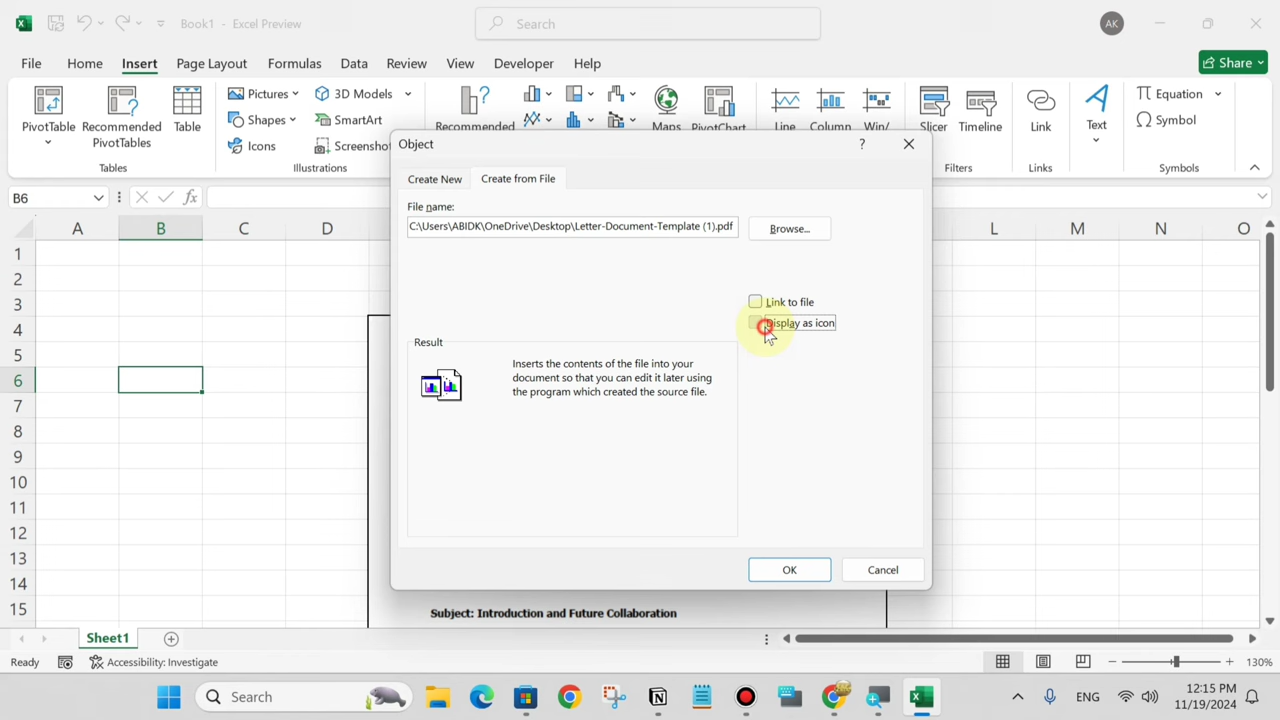 Book1 - Excel Preview
Search
AK
File Home Insert Page Layout Formulas Data Review View Developer Help
Share
PivotTable
Recommended
PivotTables
Table
Tables
Pictures
Shapes
Icons
3D Models
SmartArt
Screenshot
Illustrations
Recommended
Maps
PivotChart
Line
Column
Win/
Slicer
Timeline
Filters
Link
Links
Text
Equation
Symbol
Symbols
B6
fx
Object
?
Create New
Create from File
File name:
C:\Users\ABIDK\OneDrive\Desktop\Letter-Document-Template (1).pdf
Browse...
Link to file
Display as icon
Result
Inserts the contents of the file into your
document so that you can edit it later using
the program which created the source file.
OK
Cancel
A B C D L M N O
1
2
3
4
5
6
7
8
9
10
11
12
13
14
15
Subject: Introduction and Future Collaboration
Sheet1
Ready
Accessibility: Investigate
130%
Search
ENG
12:15 PM
11/19/2024